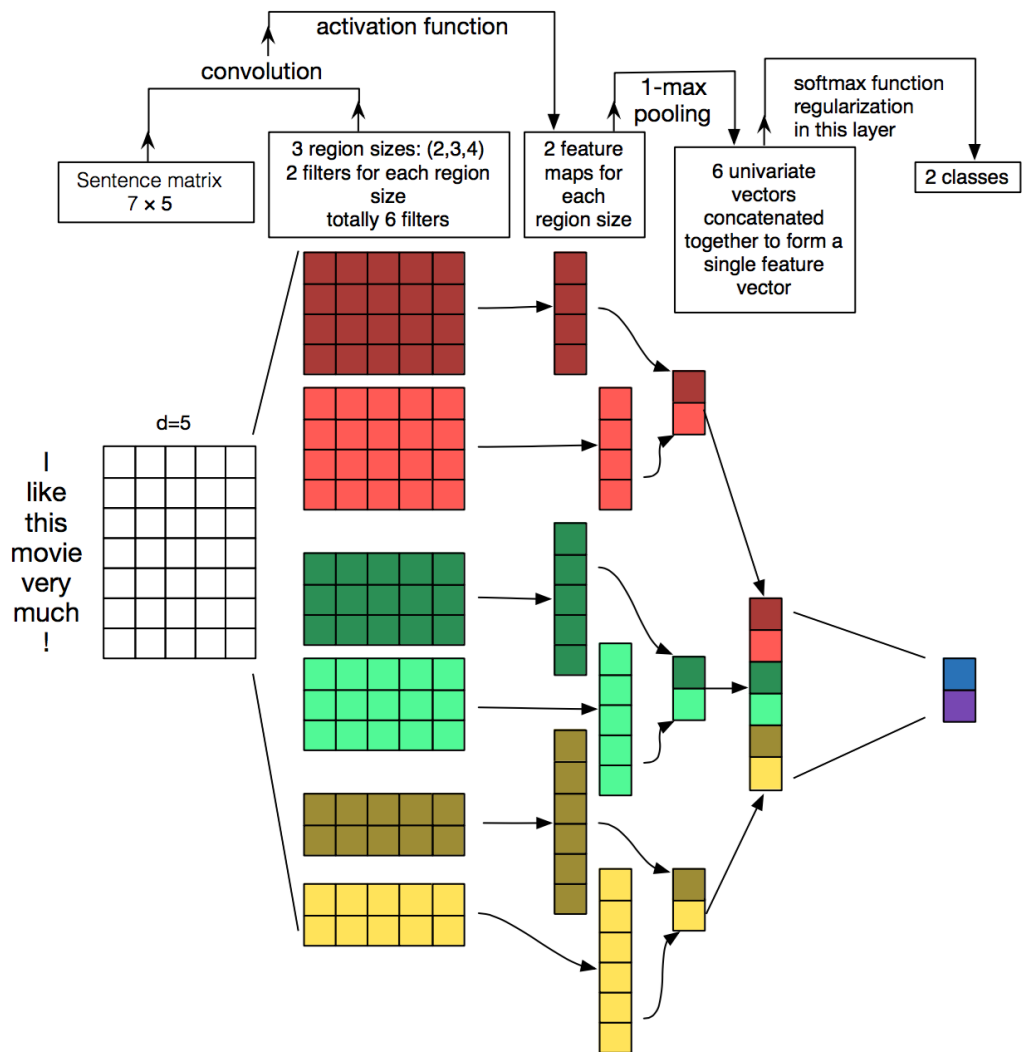 activation function
convolution
1-max
pooling
softmax function
regularization
in this layer
Sentence matrix
7 × 5
3 region sizes: (2,3,4)
2 filters for each region
size
totally 6 filters
2 feature
maps for
each
region size
6 univariate
vectors
concatenated
together to form a
single feature
vector
2 classes
d=5
I
like
this
movie
very
much
!